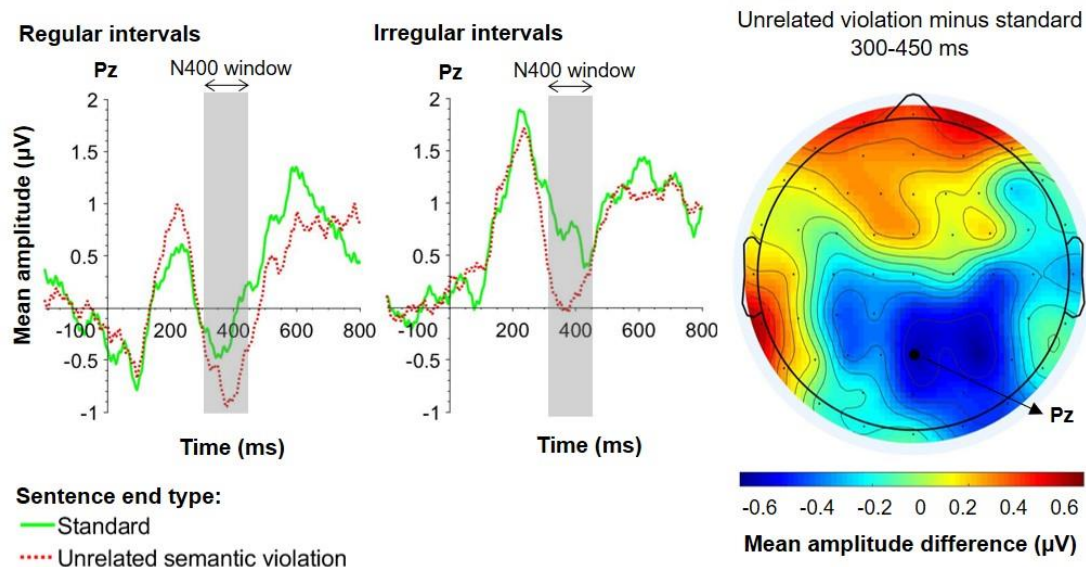 Regular intervals
Pz
N400 window
Mean amplitude (µV)
2
1.5
1
0.5
-0.5
-1
-100
200
400
600
800
Time (ms)
Irregular intervals
Pz
N400 window
2
1.5
1
0.5
-0.5
-1
-100
200
400
600
800
Time (ms)
Unrelated violation minus standard
300-450 ms
Pz
-0.6 -0.4 -0.2 0 0.2 0.4 0.6
Mean amplitude difference (µV)
Sentence end type:
Standard
Unrelated semantic violation